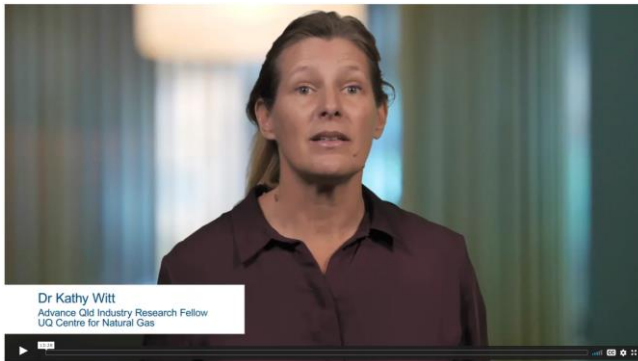 Dr Kathy Witt
Advance Qld Industry Research Fellow
UQ Centre for Natural Gas